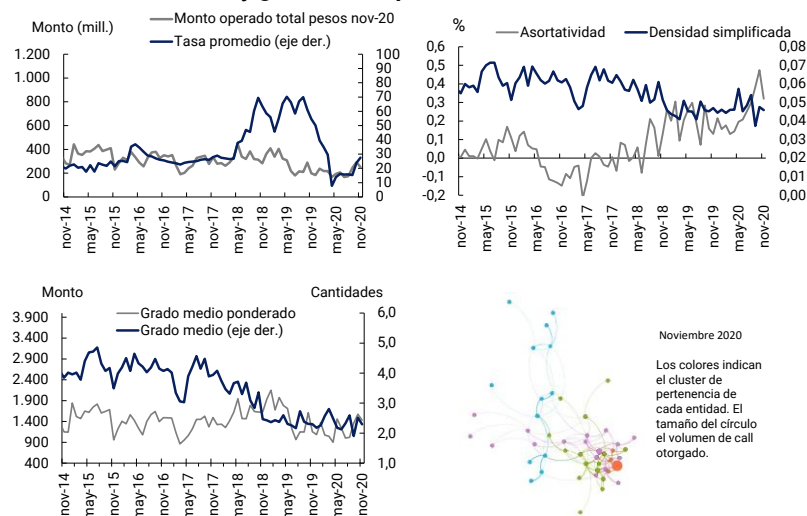 Monto (mill.)
Monto operado total pesos nov-20
Tasa promedio (eje der.)
1.200
1.000
800
600
400
200
0
100
90
80
70
60
50
40
30
20
10
0
nov-14
may-15
nov-15
may-16
nov-16
may-17
nov-17
may-18
nov-18
may-19
nov-19
may-20
nov-20
%
Asortatividad
Densidad simplificada
0,6
0,5
0,4
0,3
0,2
0,1
0,0
-0,1
-0,2
0,08
0,07
0,06
0,05
0,04
0,03
0,02
0,01
0,00
nov-14
may-15
nov-15
may-16
nov-16
may-17
nov-17
may-18
nov-18
may-19
nov-19
may-20
nov-20
Monto
Cantidades
Grado medio ponderado
Grado medio (eje der.)
3.900
3.400
2.900
2.400
1.900
1.400
900
400
6,0
5,0
4,0
3,0
2,0
1,0
nov-14
may-15
nov-15
may-16
nov-16
may-17
nov-17
may-18
nov-18
may-19
nov-19
may-20
nov-20
Noviembre 2020
Los colores indican
el cluster de
pertenencia de
cada entidad. El
tamaño del círculo
el volumen de call
otorgado.